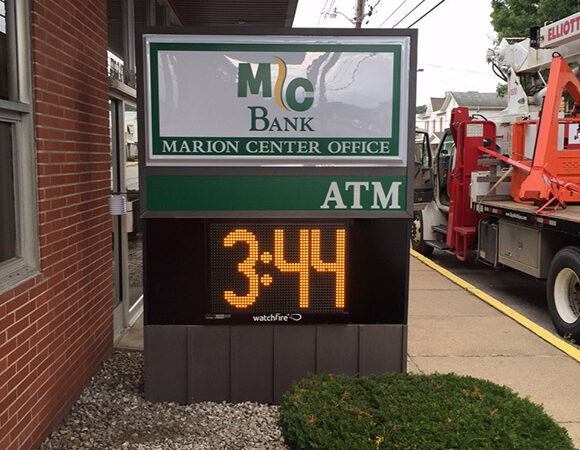 MC
BANK
MARION CENTER OFFICE
ATM
3:44
watchfire
ELLIOTT